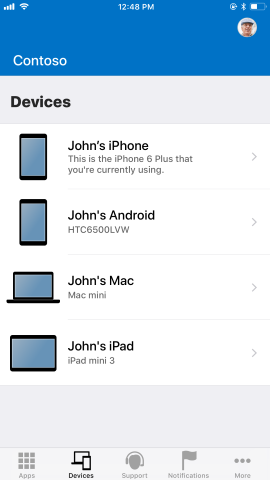 12:48 PM
Contoso
Devices
John's iPhone
This is the iPhone 6 Plus that
you're currently using.
John's Android
HTC6500LVW
John's Mac
Mac mini
John's iPad
iPad mini 3
Apps
Devices
Support
Notifications
More